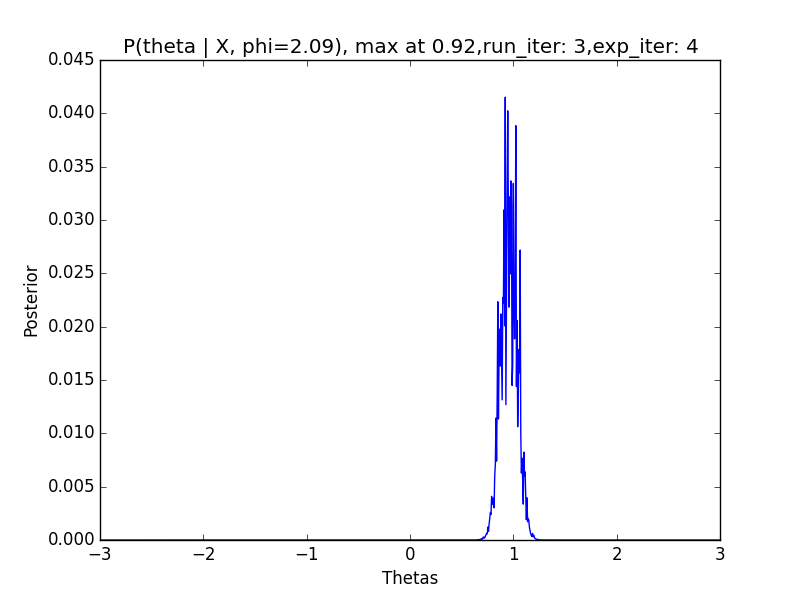 P(theta | X, phi=2.09), max at 0.92,run_iter: 3,exp_iter: 4
0.045
0.040
0.035
0.030
0.025
0.020
0.015
0.010
0.005
0.000
Posterior
−3 −2 −1 0 1 2 3
Thetas